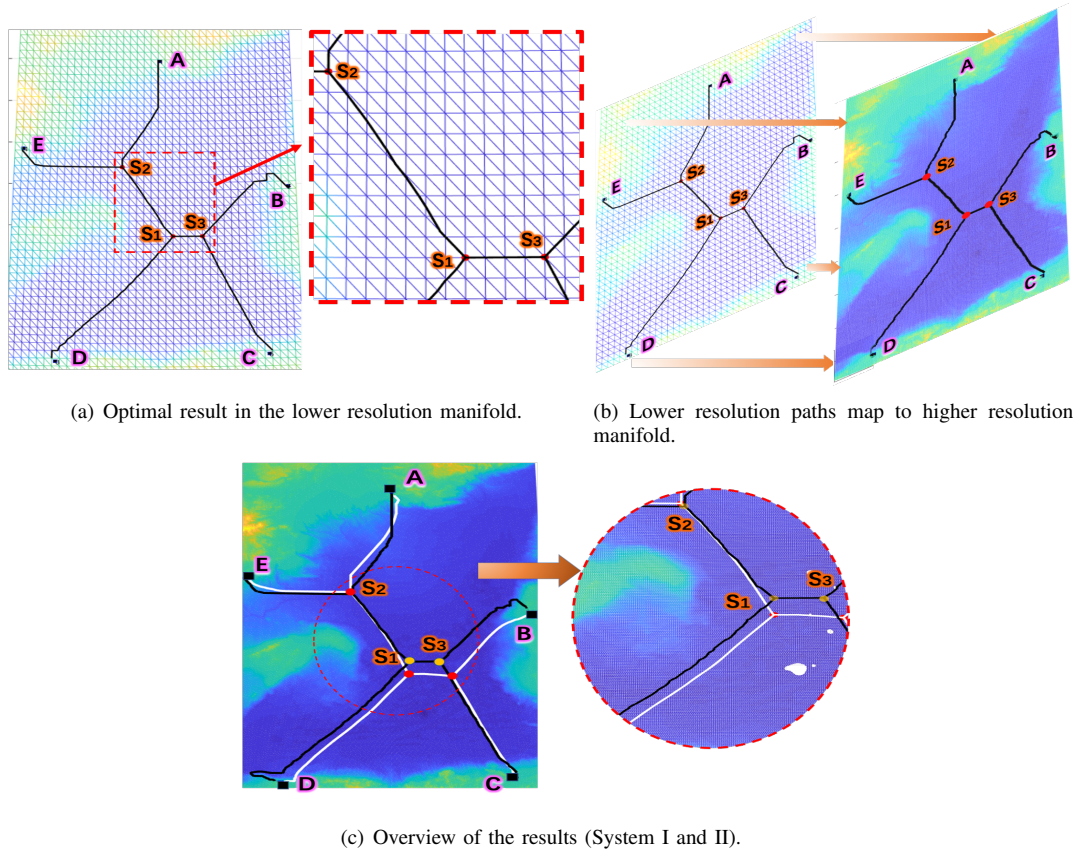 A
E
S2
B
S1
S3
D
C
S2
S1
S3
A
B
S2
E
S3
S1
C
D
A
B
S2
E
S3
S1
C
D
(a) Optimal result in the lower resolution manifold.
(b) Lower resolution paths map to higher resolution
manifold.
A
E
S2
B
S1
S3
D
C
S2
S1
S3
(c) Overview of the results (System I and II).